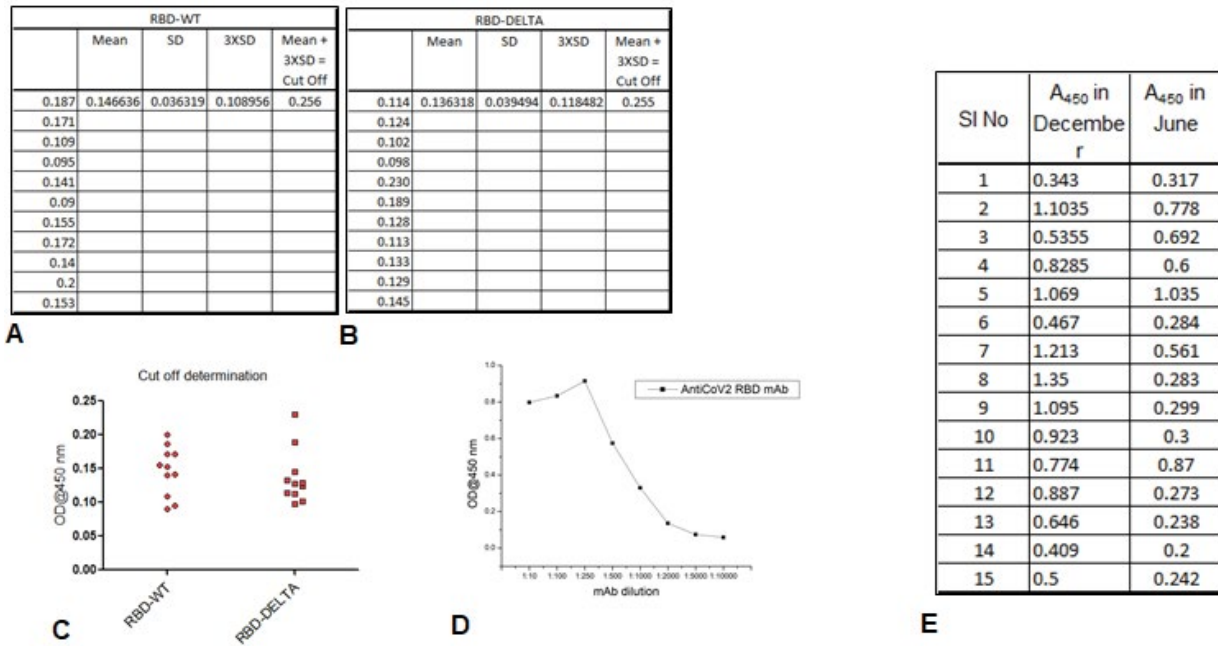 RBD-WT
Mean SD 3XSD Mean +
3XSD =
Cut Off
0.187 0.146636 0.036319 0.108956 0.256
0.171
0.109
0.095
0.141
0.09
0.155
0.172
0.14
0.2
0.153
A
RBD-DELTA
Mean SD 3XSD Mean +
3XSD =
Cut Off
0.114 0.136318 0.039494 0.118482 0.255
0.124
0.102
0.098
0.230
0.189
0.128
0.113
0.133
0.129
0.145
B
Cut off determination
OD@450 nm
0.25
0.20
0.15
0.10
0.05
0.00
RBD-WT
RBD-DELTA
C
AntiCoV2 RBD mAb
OD@450 nm
1.0
0.8
0.6
0.4
0.2
0.0
1:10 1:100 1:250 1:500 1:1000 1:2000 1:5000 1:10000
mAb dilution
D
SI No A450 in
Decembe
r A450 in
June
1 0.343 0.317
2 1.1035 0.778
3 0.5355 0.692
4 0.8285 0.6
5 1.069 1.035
6 0.467 0.284
7 1.213 0.561
8 1.35 0.283
9 1.095 0.299
10 0.923 0.3
11 0.774 0.87
12 0.887 0.273
13 0.646 0.238
14 0.409 0.2
15 0.5 0.242
E